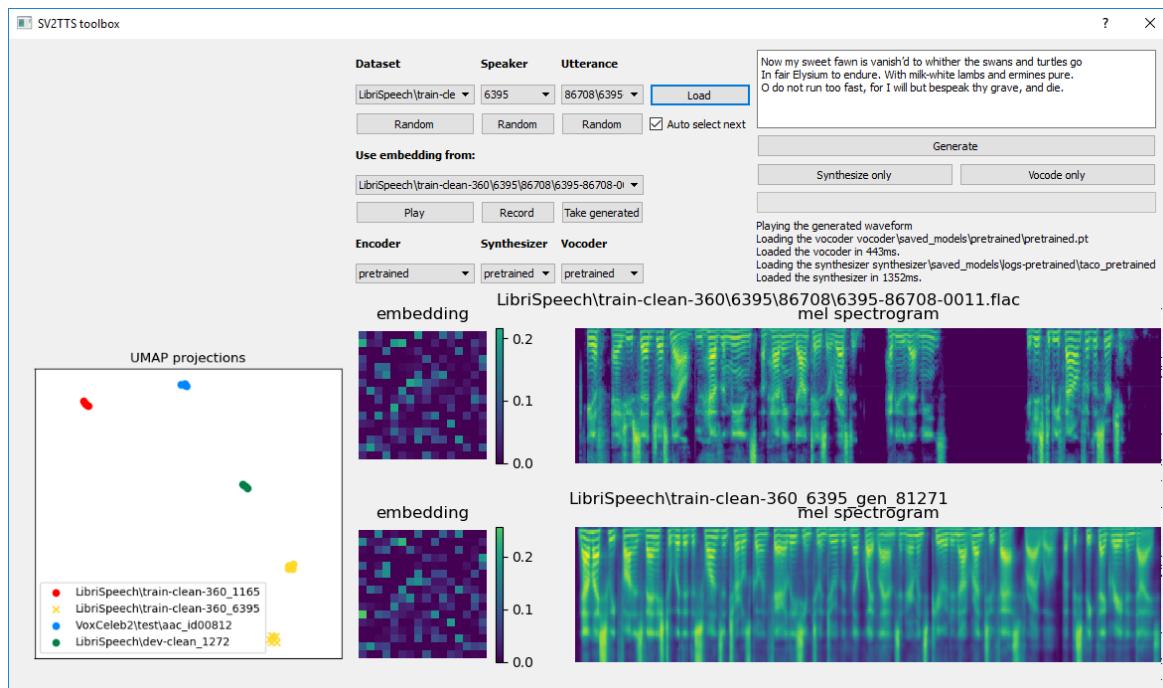 SV2TTS toolbox
?
Dataset
Speaker
Utterance
LibriSpeech\train-cle
6395
86708\6395-
Load
Random
Random
Random
Auto select next
Use embedding from:
LibriSpeech\train-clean-360\6395\86708\6395-86708-0
Play
Record
Take generated
Encoder
Synthesizer
Vocoder
pretrained
pretrained
pretrained
Now my sweet fawn is vanish'd to whither the swans and turtles go
In fair Elysium to endure. With milk-white lambs and ermines pure.
O do not run too fast, for I will but bespeak thy grave, and die.
Generate
Synthesize only
Vocode only
Playing the generated waveform
Loading the vocoder vocoder\saved_models\pretrained\pretrained.pt
Loaded the vocoder in 443ms.
Loading the synthesizer synthesizer\saved_models\logs-pretrained\taco_pretrained
Loaded the synthesizer in 1352ms.
LibriSpeech\train-clean-360\6395\86708\6395-86708-0011.flac
embedding
mel spectrogram
0.2
0.1
0.0
LibriSpeech\train-clean-360_6395_gen_81271
embedding
mel spectrogram
0.2
0.1
0.0
UMAP projections
LibriSpeech\train-clean-360_1165
LibriSpeech\train-clean-360_6395
VoxCeleb2\test\aac_id00812
LibriSpeech\dev-clean_1272